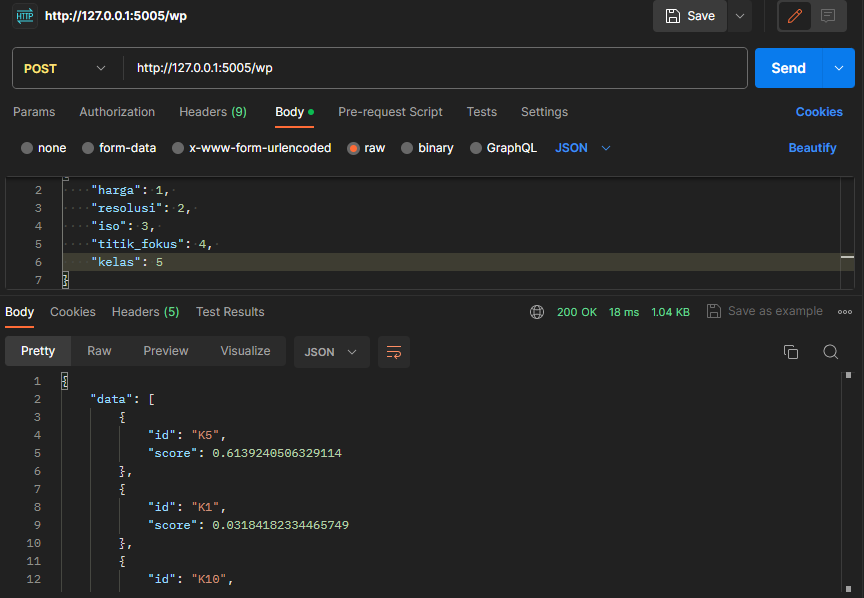 HTTP http://127.0.0.1:5005/wp Save
POST http://127.0.0.1:5005/wp Send
Params Authorization Headers (9) Body Pre-request Script Tests Settings Cookies
none form-data x-www-form-urlencoded raw binary GraphQL JSON Beautify
2 "harga": 1,
3 "resolusi": 2,
4 "iso": 3,
5 "titik_fokus": 4,
6 "kelas": 5
7 }
Body Cookies Headers (5) Test Results 200 OK 18 ms 1.04 KB Save as example
Pretty Raw Preview Visualize JSON
1 {
2 "data": [
3 {
4 "id": "K5",
5 "score": 0.6139240506329114
6 },
7 {
8 "id": "K1",
9 "score": 0.03184182334465749
10 },
11 {
12 "id": "K10",